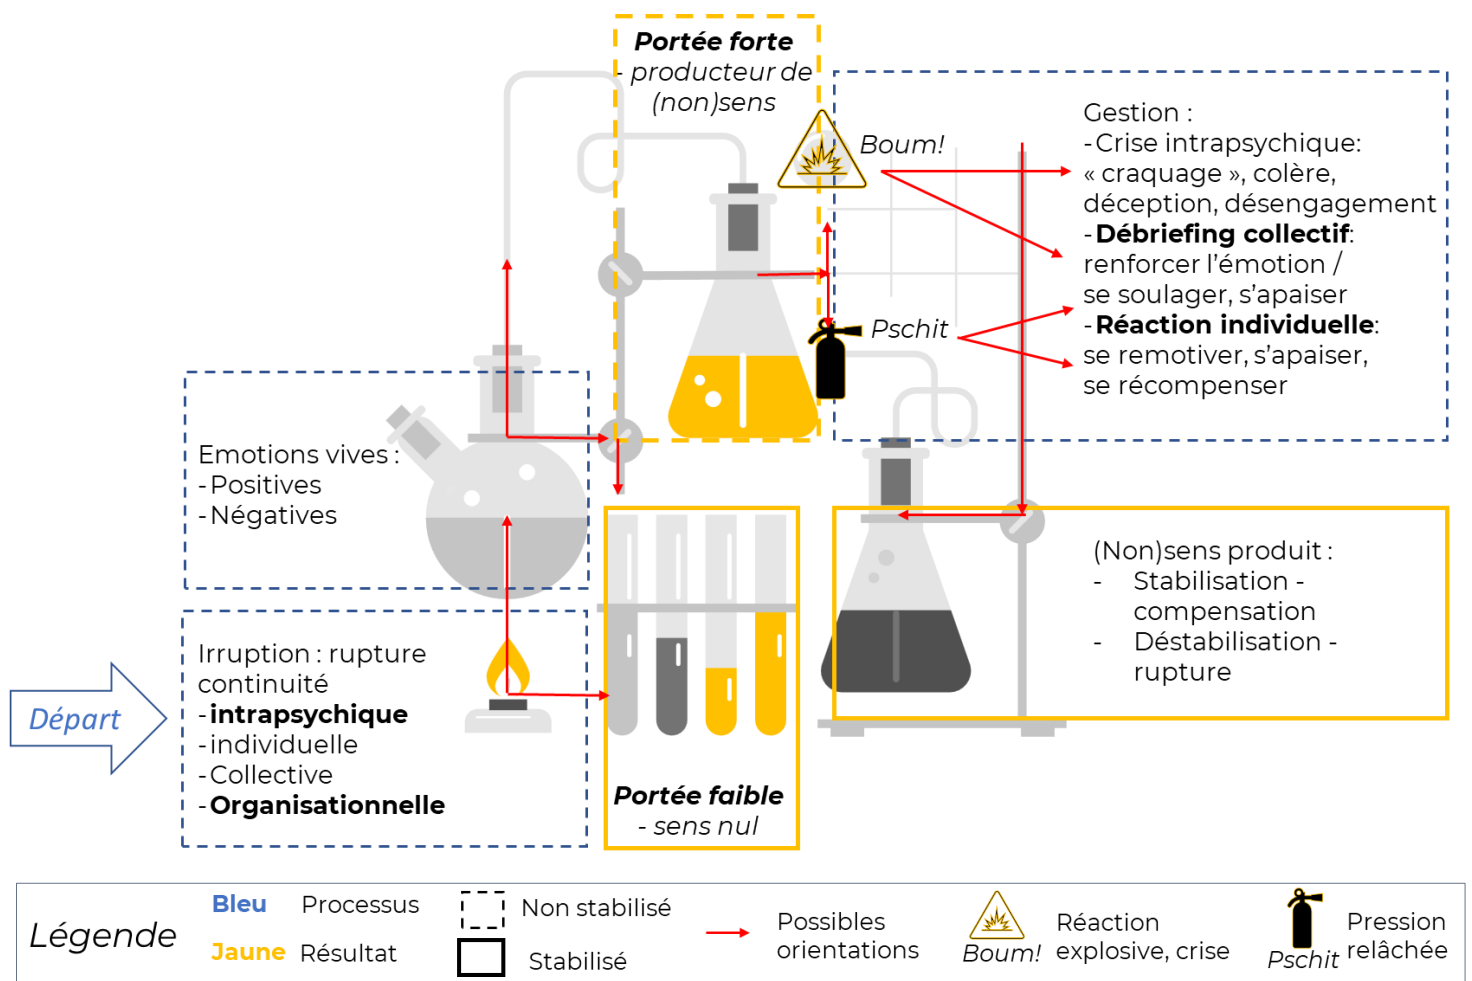 Portée forte
- producteur de
(non)sens
Boum!
Gestion :
-Crise intrapsychique:
« craquage », colère,
déception, désengagement
-Débriefing collectif:
renforcer l'émotion /
se soulager, s'apaiser
-Réaction individuelle:
se remotiver, s'apaiser,
se récompenser
Pschit
Emotions vives :
-Positives
-Négatives
(Non)sens produit :
- Stabilisation -
compensation
- Déstabilisation -
rupture
Départ
Irruption : rupture
continuité
-intrapsychique
-individuelle
-Collective
-Organisationnelle
Portée faible
- sens nul
Légende
Bleu Processus
Jaune Résultat
Non stabilisé
Stabilisé
Possibles
orientations
Boum!
Réaction
explosive, crise
Pschit
Pression
relâchée